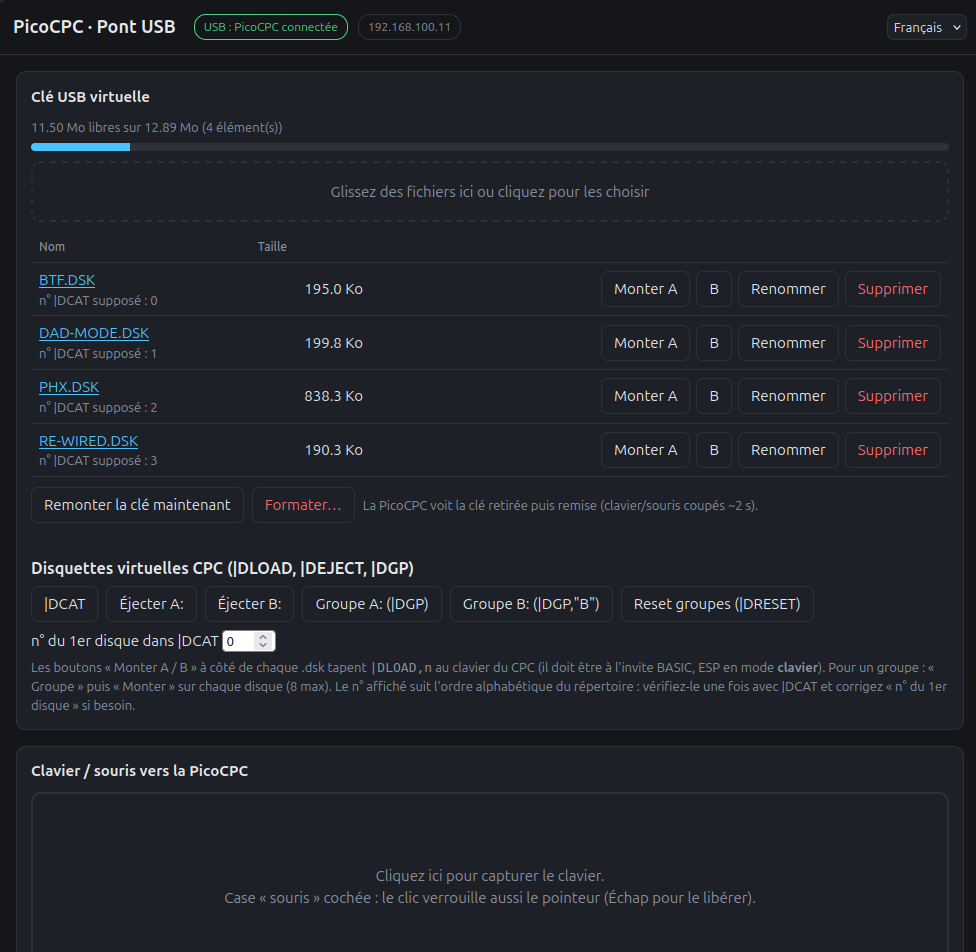 PicoCPC · Pont USB
USB : PicoCPC connectée
192.168.100.11
Français
Clé USB virtuelle
11.50 Mo libres sur 12.89 Mo (4 élément(s))
Glissez des fichiers ici ou cliquez pour les choisir
Nom Taille
BTF.DSK
n° |DCAT supposé : 0
195.0 Ko
Monter A B Renommer Supprimer
DAD-MODE.DSK
n° |DCAT supposé : 1
199.8 Ko
Monter A B Renommer Supprimer
PHX.DSK
n° |DCAT supposé : 2
838.3 Ko
Monter A B Renommer Supprimer
RE-WIRED.DSK
n° |DCAT supposé : 3
190.3 Ko
Monter A B Renommer Supprimer
Remonter la clé maintenant Formater… La PicoCPC voit la clé retirée puis remise (clavier/souris coupés ~2 s).
Disquettes virtuelles CPC (|DLOAD, |DEJECT, |DGP)
|DCAT Éjecter A: Éjecter B: Groupe A: (|DGP) Groupe B: (|DGP,"B") Reset groupes (|DRESET)
n° du 1er disque dans |DCAT 0
Les boutons « Monter A / B » à côté de chaque .dsk tapent |DLOAD,n au clavier du CPC (il doit être à l'invite BASIC, ESP en mode clavier). Pour un groupe : «
Groupe » puis « Monter » sur chaque disque (8 max). Le n° affiché suit l'ordre alphabétique du répertoire : vérifiez-le une fois avec |DCAT et corrigez « n° du 1er
disque » si besoin.
Clavier / souris vers la PicoCPC
Cliquez ici pour capturer le clavier.
Case « souris » cochée : le clic verrouille aussi le pointeur (Échap pour le libérer).